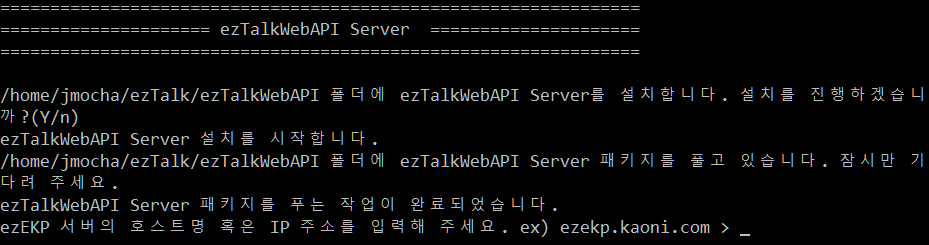 ================================================================
===================== ezTalkWebAPI Server  =====================
================================================================
/home/jmocha/ezTalk/ezTalkWebAPI 폴더에 ezTalkWebAPI Server를 설치합니다. 설치를 진행하겠습니
까?(Y/n)
ezTalkWebAPI Server 설치를 시작합니다.
/home/jmocha/ezTalk/ezTalkWebAPI 폴더에 ezTalkWebAPI Server 패키지를 풀고 있습니다. 잠시만 기
다려 주세요.
ezTalkWebAPI Server 패키지를 푸는 작업이 완료되었습니다.
ezEKP 서버의 호스트명 혹은 IP 주소를 입력해 주세요. ex) ezekp.kaoni.com > _